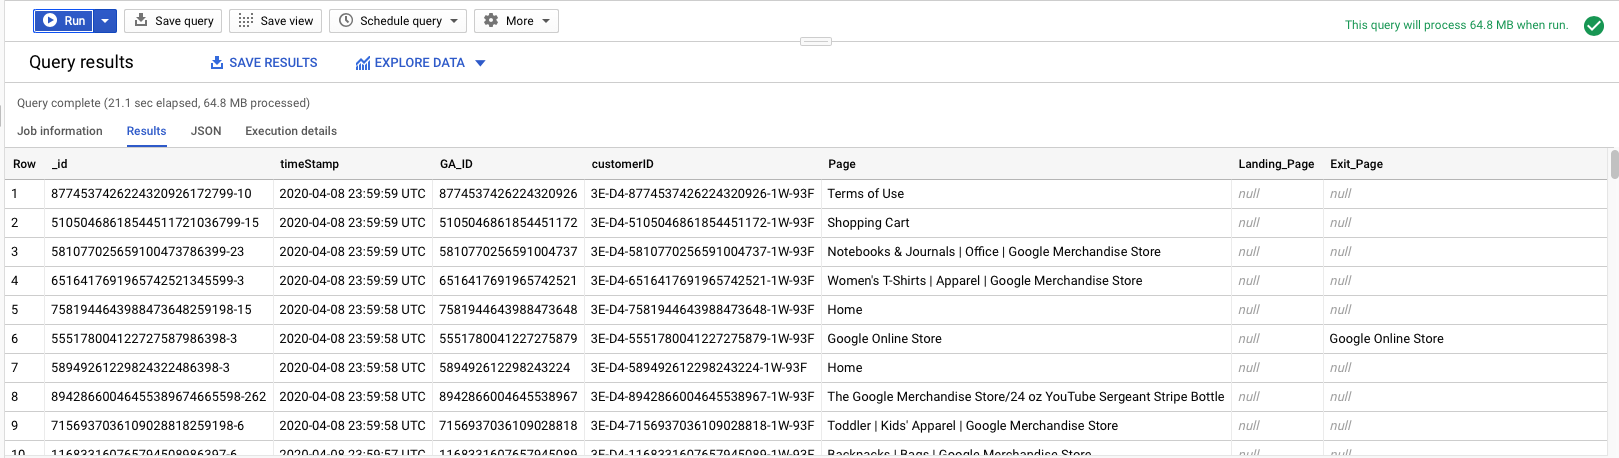 Run Save query Save view Schedule query More This query will process 64.8 MB when run.
Query results SAVE RESULTS EXPLORE DATA
Query complete (21.1 sec elapsed, 64.8 MB processed)
Job information Results JSON Execution details
Row _id timeStamp GA_ID customerID Page Landing_Page Exit_Page
1 8774537426224320926172799-10 2020-04-08 23:59:59 UTC 8774537426224320926 3E-D4-8774537426224320926-1W-93F Terms of Use null null
2 51050468618544511721036799-15 2020-04-08 23:59:59 UTC 5105046861854451172 3E-D4-5105046861854451172-1W-93F Shopping Cart null null
3 581077025659100473786399-23 2020-04-08 23:59:59 UTC 5810770256591004737 3E-D4-5810770256591004737-1W-93F Notebooks & Journals | Office | Google Merchandise Store null null
4 6516417691965742521345599-3 2020-04-08 23:59:59 UTC 6516417691965742521 3E-D4-6516417691965742521-1W-93F Women's T-Shirts | Apparel | Google Merchandise Store null null
5 7581944643988473648259198-15 2020-04-08 23:59:58 UTC 7581944643988473648 3E-D4-7581944643988473648-1W-93F Home null null
6 555178004122727587986398-3 2020-04-08 23:59:58 UTC 5551780041227275879 3E-D4-5551780041227275879-1W-93F Google Online Store null Google Online Store
7 58949261229824322486398-3 2020-04-08 23:59:58 UTC 589492612298243224 3E-D4-589492612298243224-1W-93F Home null null
8 89428660046455389674665598-262 2020-04-08 23:59:58 UTC 8942866004645538967 3E-D4-8942866004645538967-1W-93F The Google Merchandise Store/24 oz YouTube Sergeant Stripe Bottle null null
9 7156937036109028818259198-6 2020-04-08 23:59:58 UTC 7156937036109028818 3E-D4-7156937036109028818-1W-93F Toddler | Kids' Apparel | Google Merchandise Store null null
10 116833160765794508986397-6 2020-04-08 23:59:57 UTC 1168331607657945089 3E-D4-1168331607657945089-1W-93F Backpacks | Bags | Google Merchandise Store null null